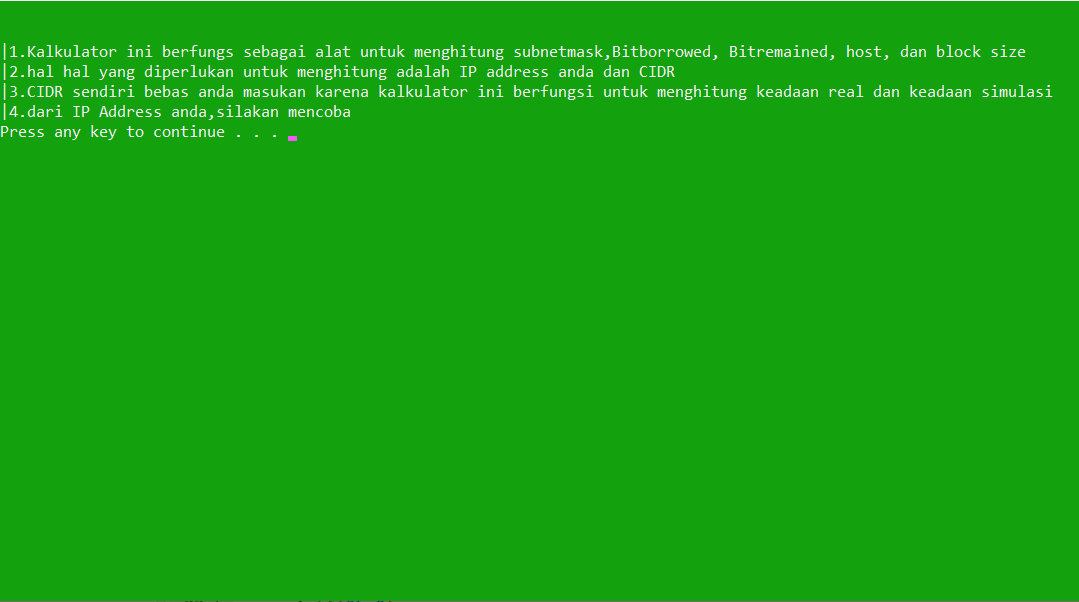 |1.Kalkulator ini berfungs sebagai alat untuk menghitung subnetmask,Bitborrowed, Bitremained, host, dan block size
|2.hal hal yang diperlukan untuk menghitung adalah IP address anda dan CIDR
|3.CIDR sendiri bebas anda masukan karena kalkulator ini berfungsi untuk menghitung keadaan real dan keadaan simulasi
|4.dari IP Address anda,silakan mencoba
Press any key to continue . . .